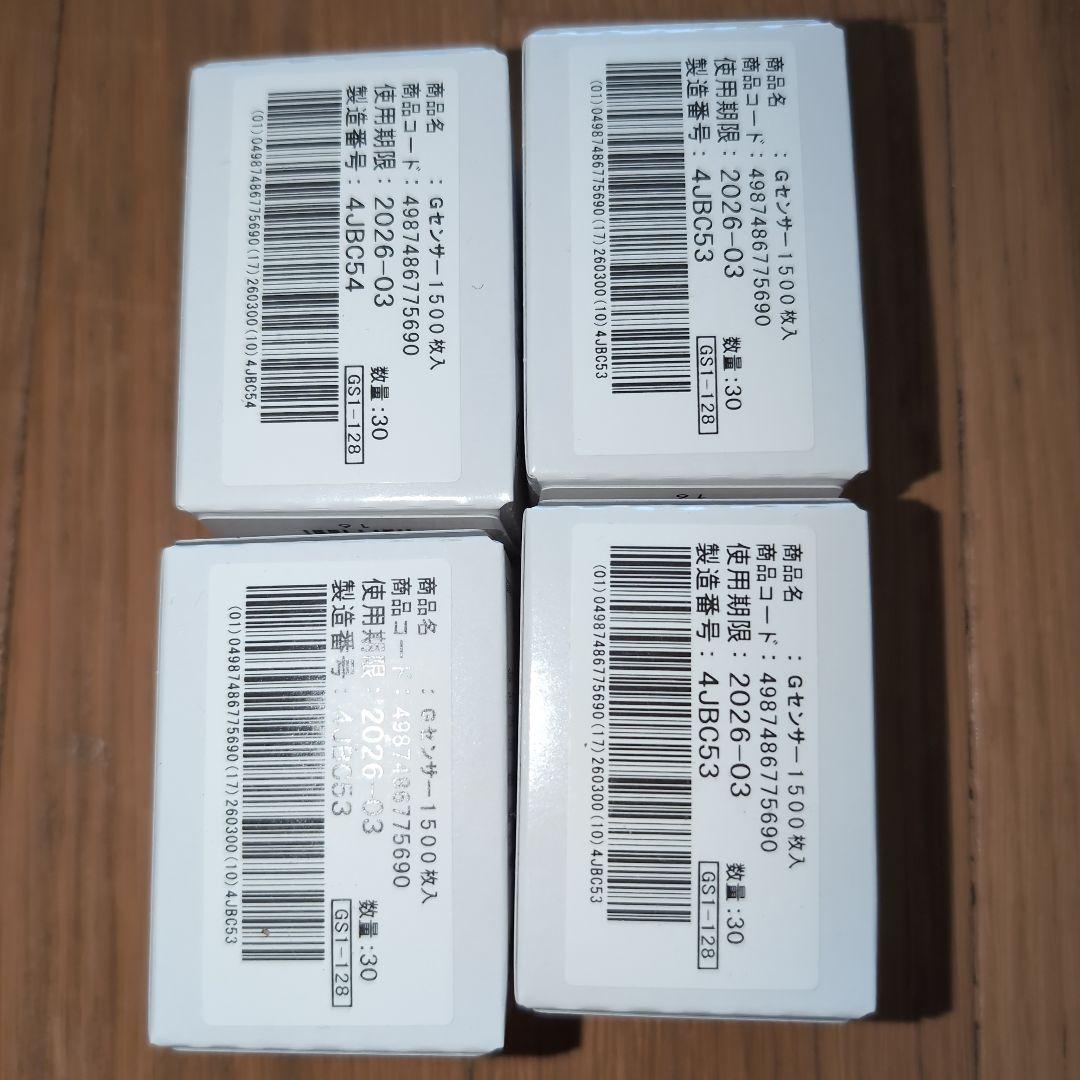 商品名　：Gセンサー1500枚入
商品コード：4987486775690
使用期限：2026-03 数量:30
製造番号：4JBC54 GS1-128
(01)04987486775690(17)260300(10)4JBC54
商品名　：Gセンサー1500枚入
商品コード：4987486775690
使用期限：2026-03 数量:30
製造番号：4JBC53 GS1-128
(01)04987486775690(17)260300(10)4JBC53
商品名　：Gセンサー1500枚入
商品コード：4987486775690
使用期限：2026-03 数量:30
製造番号：4JBC53 GS1-128
(01)04987486775690(17)260300(10)4JBC53
商品名　：Gセンサー1500枚入
商品コード：4987486775690
使用期限：2026-03 数量:30
製造番号：4JBC53 GS1-128
(01)04987486775690(17)260300(10)4JBC53